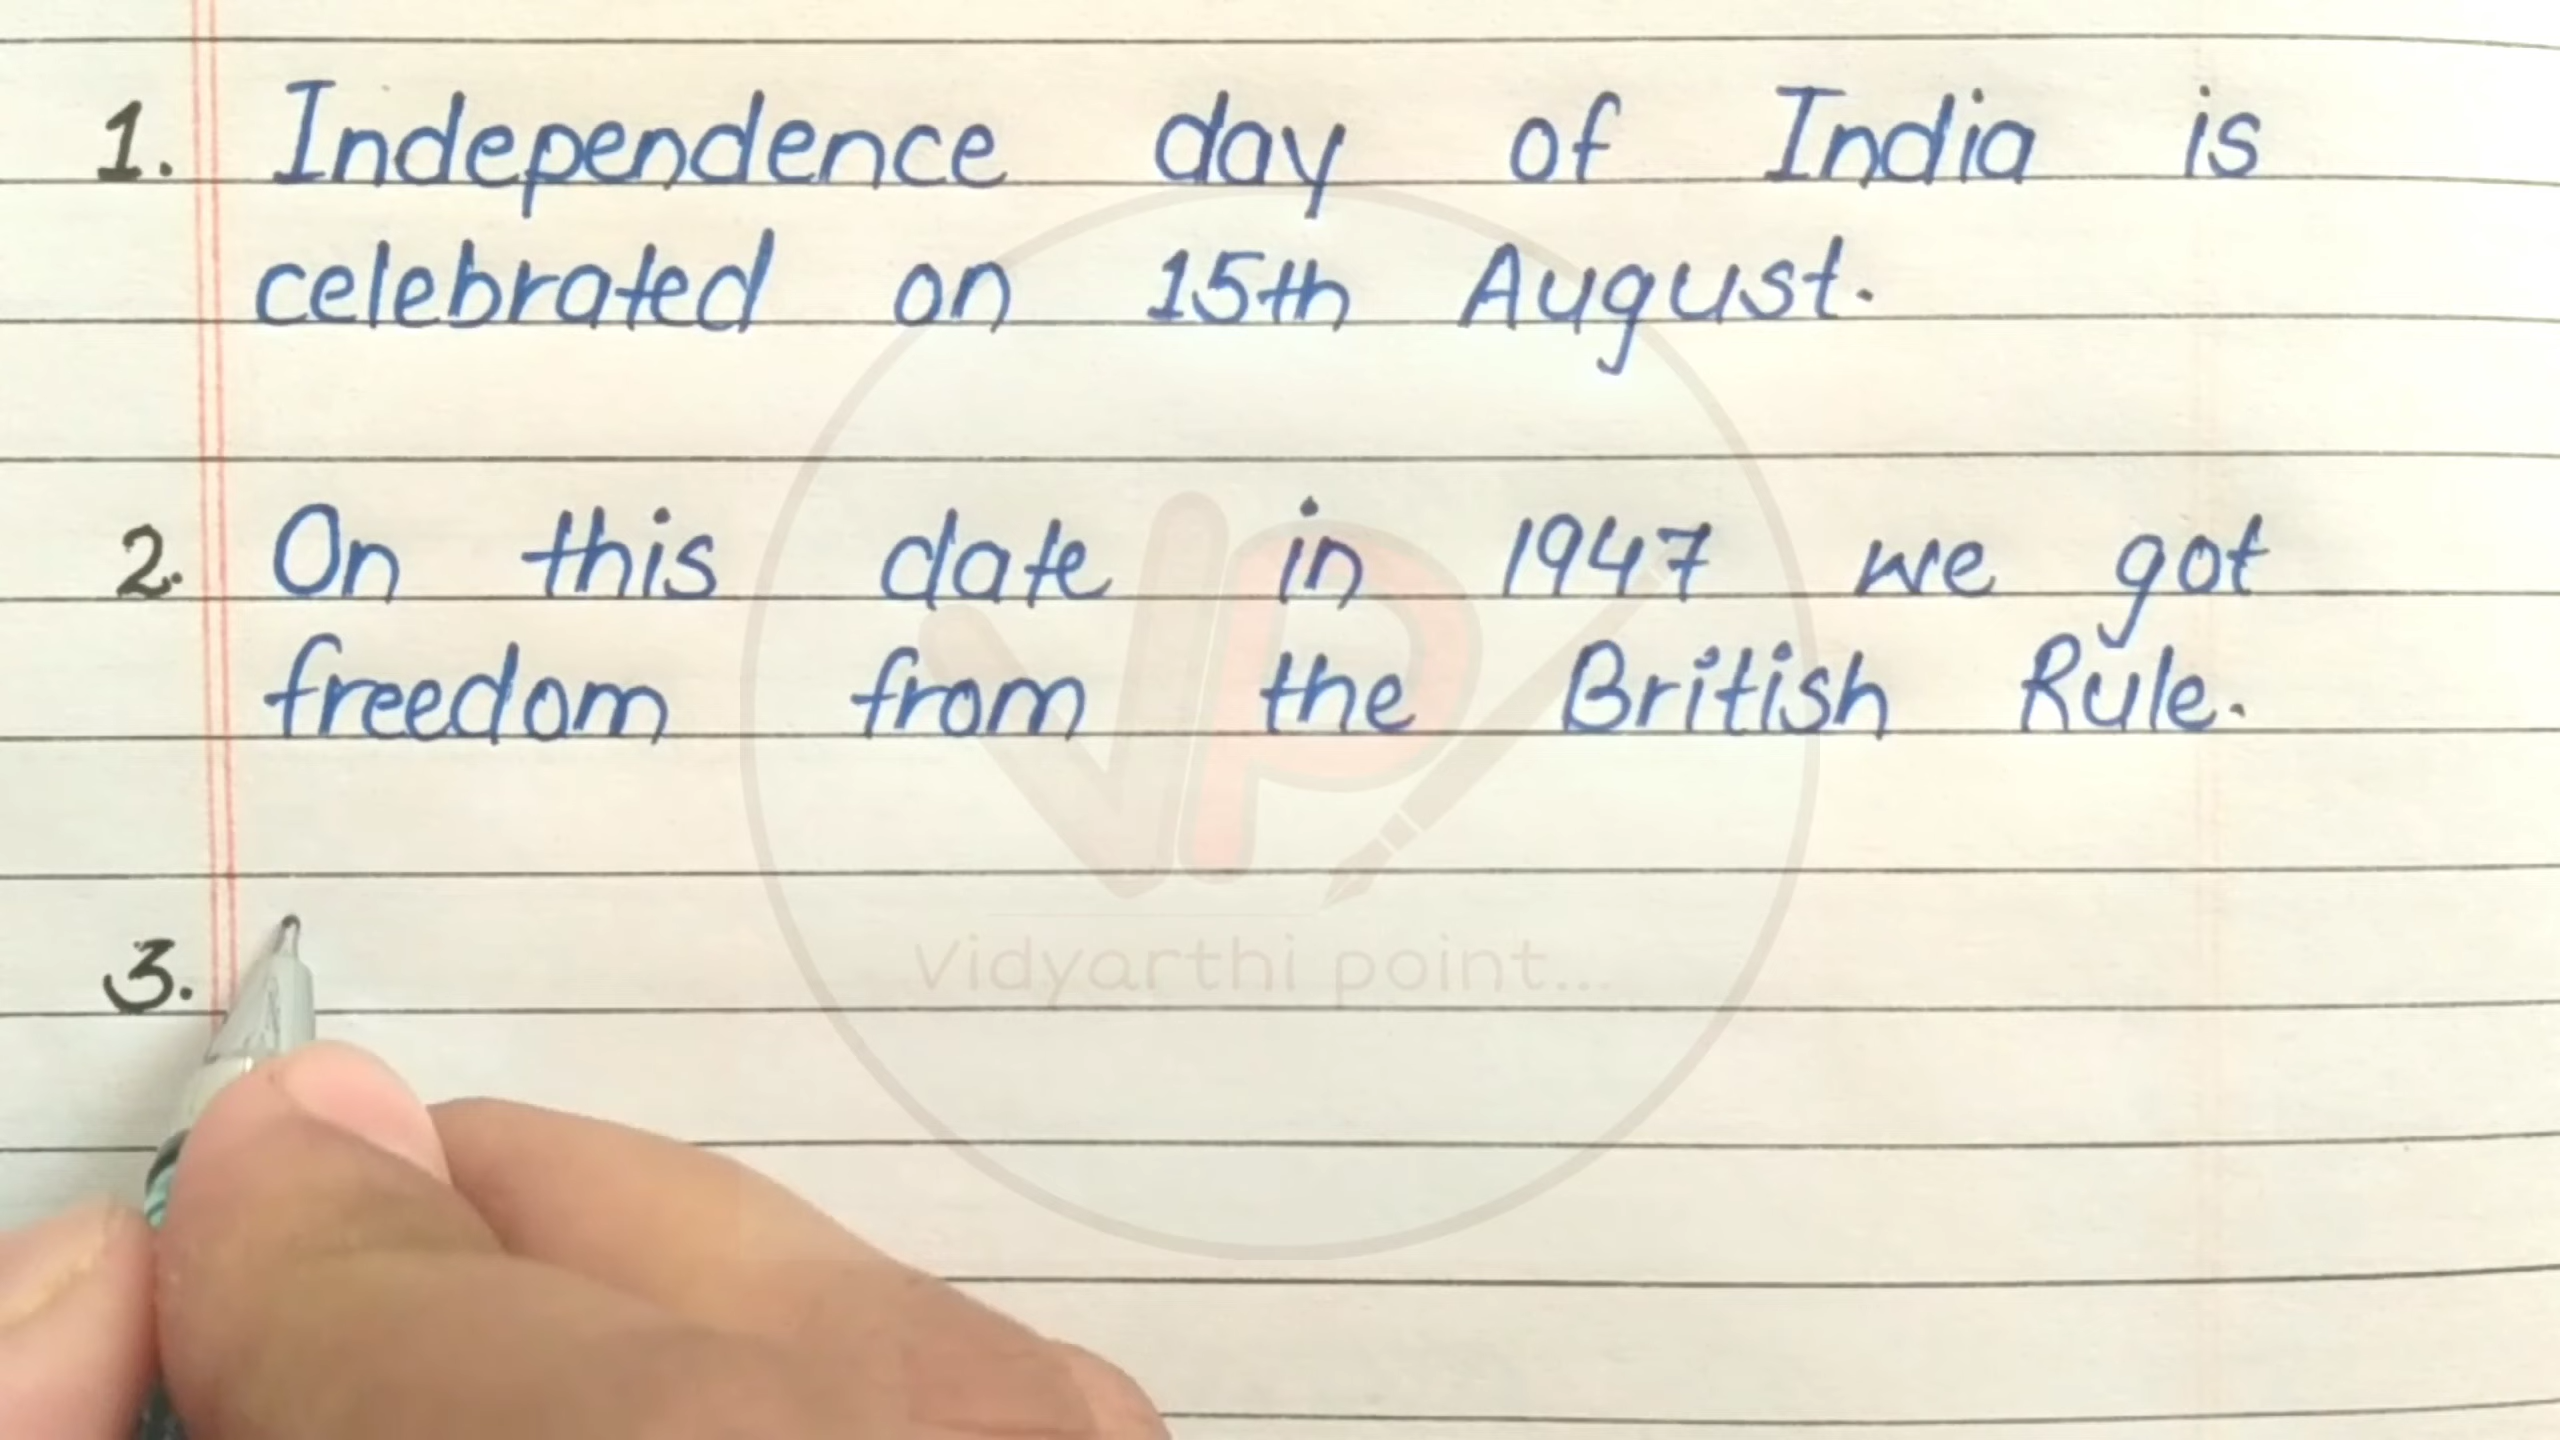 1. Independence day of India is
celebrated on 15th August.
2. On this date in 1947 we got
freedom from the British Rule.
VP
Vidyarthi point...
3.